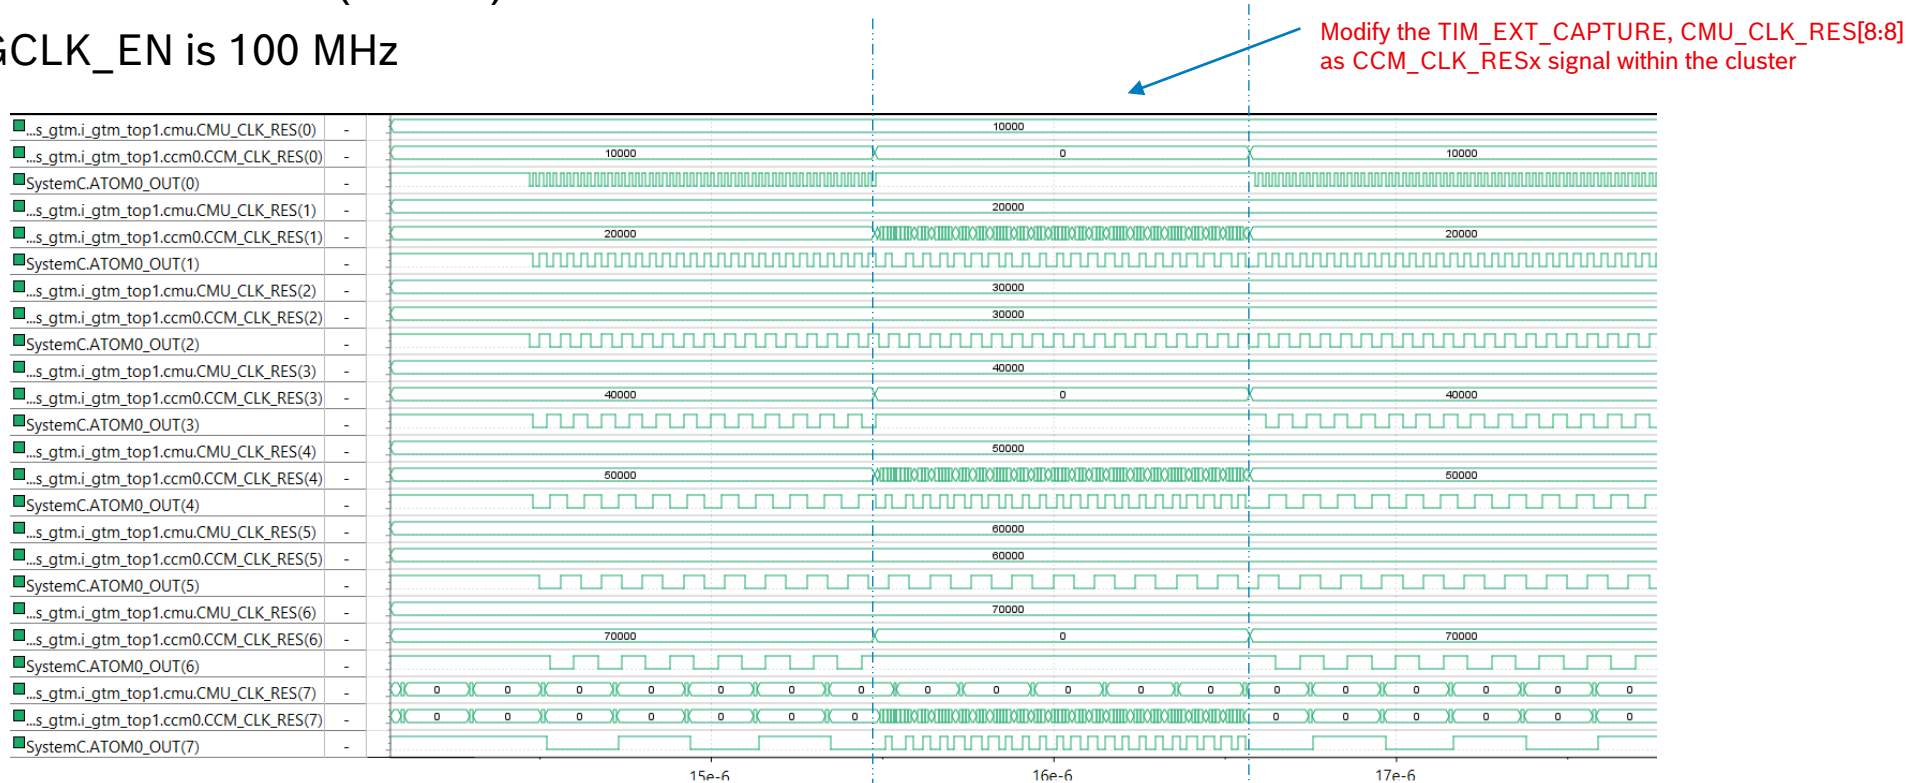 GCLK_EN is 100 MHz
Modify the TIM_EXT_CAPTURE, CMU_CLK_RES[8:8]
as CCM_CLK_RESx signal within the cluster
...s_gtm.i_gtm_top1.cmu.CMU_CLK_RES(0) - 10000
...s_gtm.i_gtm_top1.ccm0.CCM_CLK_RES(0) - 10000 0 10000
SystemC.ATOM0_OUT(0) -
...s_gtm.i_gtm_top1.cmu.CMU_CLK_RES(1) - 20000
...s_gtm.i_gtm_top1.ccm0.CCM_CLK_RES(1) - 20000 20000
SystemC.ATOM0_OUT(1) -
...s_gtm.i_gtm_top1.cmu.CMU_CLK_RES(2) - 30000
...s_gtm.i_gtm_top1.ccm0.CCM_CLK_RES(2) - 30000
SystemC.ATOM0_OUT(2) -
...s_gtm.i_gtm_top1.cmu.CMU_CLK_RES(3) - 40000
...s_gtm.i_gtm_top1.ccm0.CCM_CLK_RES(3) - 40000 0 40000
SystemC.ATOM0_OUT(3) -
...s_gtm.i_gtm_top1.cmu.CMU_CLK_RES(4) - 50000
...s_gtm.i_gtm_top1.ccm0.CCM_CLK_RES(4) - 50000 50000
SystemC.ATOM0_OUT(4) -
...s_gtm.i_gtm_top1.cmu.CMU_CLK_RES(5) - 60000
...s_gtm.i_gtm_top1.ccm0.CCM_CLK_RES(5) - 60000
SystemC.ATOM0_OUT(5) -
...s_gtm.i_gtm_top1.cmu.CMU_CLK_RES(6) - 70000
...s_gtm.i_gtm_top1.ccm0.CCM_CLK_RES(6) - 70000 0 70000
SystemC.ATOM0_OUT(6) -
...s_gtm.i_gtm_top1.cmu.CMU_CLK_RES(7) - 0 0 0 0 0 0 0 0 0 0 0 0 0 0 0 0 0 0
...s_gtm.i_gtm_top1.ccm0.CCM_CLK_RES(7) - 0 0 0 0 0 0 0 0 0 0 0 0 0
SystemC.ATOM0_OUT(7) -
15e-6 16e-6 17e-6